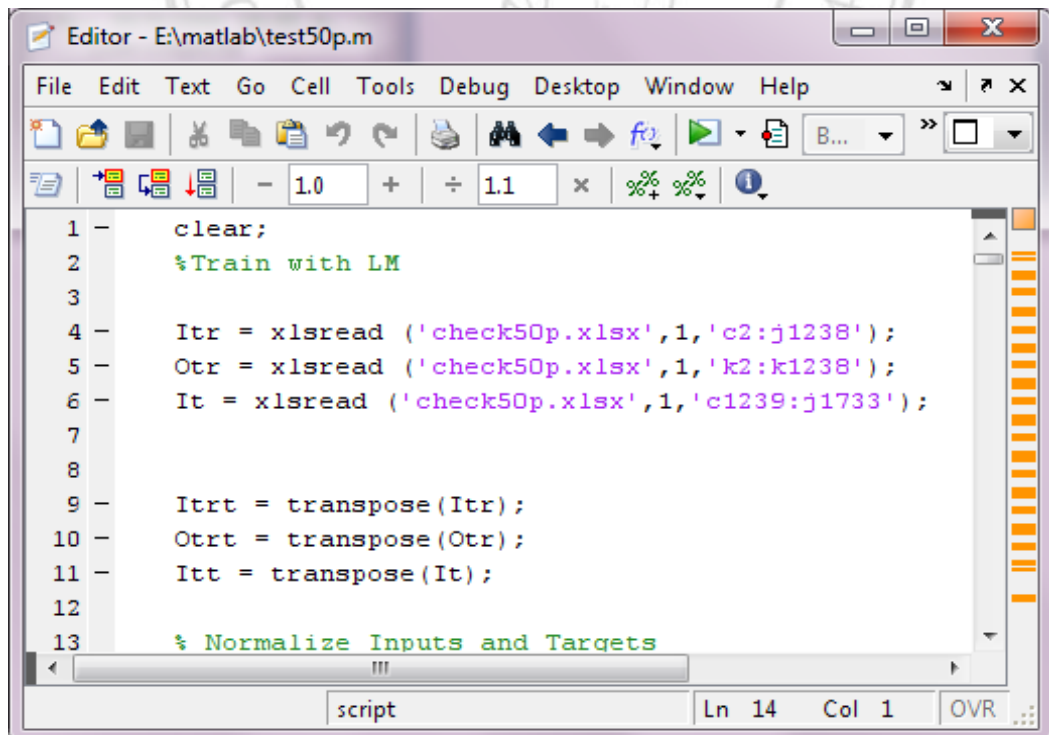 Editor - E:\matlab\test50p.m
File Edit Text Go Cell Tools Debug Desktop Window Help
B...
- 1.0 + ÷ 1.1 ×
1 - clear;
2 %Train with LM
3
4 - Itr = xlsread ('check50p.xlsx',1,'c2:j1238');
5 - Otr = xlsread ('check50p.xlsx',1,'k2:k1238');
6 - It = xlsread ('check50p.xlsx',1,'c1239:j1733');
7
8
9 - Itrt = transpose(Itr);
10 - Otrt = transpose(Otr);
11 - Itt = transpose(It);
12
13 % Normalize Inputs and Targets
script Ln 14 Col 1 OVR